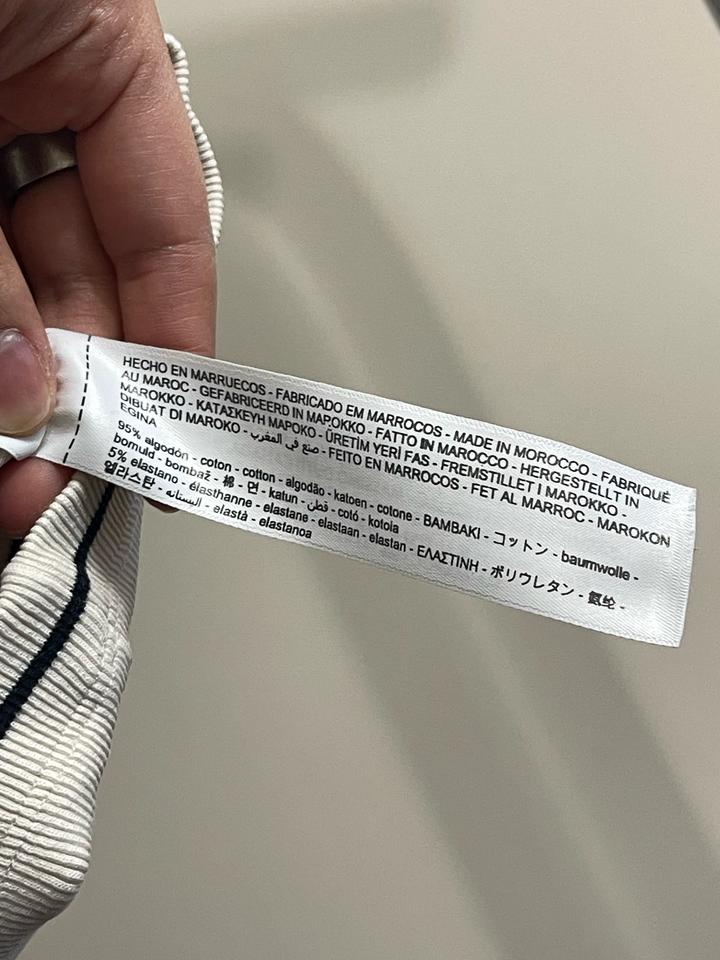 HECHO EN MARRUECOS - FABRICADO EM MARROCOS - MADE IN MOROCCO - FABRIQUÉ
AU MAROC - GEFABRICEERD IN MAROKKO - FATTO IN MAROCCO - HERGESTELLT IN
MAROKKO - ΚΑΤΑΣΚΕΥΗ ΜΑΡΟΚΟ - ÜRETİM YERİ FAS - FREMSTILLET I MAROKKO -
DIBUAT DI MAROKO - صنع في المغرب - FEITO EN MARROCOS - FET AL MARROC - MAROKON
EGINA
95% algodón - coton - cotton - algodão - katoen - cotone - ΒΑΜΒΑΚΙ - コットン - baumwolle -
bomuld - bombaž - 棉 - 면 - katun - قطن - cotó - kotoia
5% elastano - élasthanne - elastane - elastaan - elastan - ΕΛΑΣΤΙΝΗ - ポリウレタン - 氨纶 -
엘라스탄 - اليستانه - elastà - elastanoa